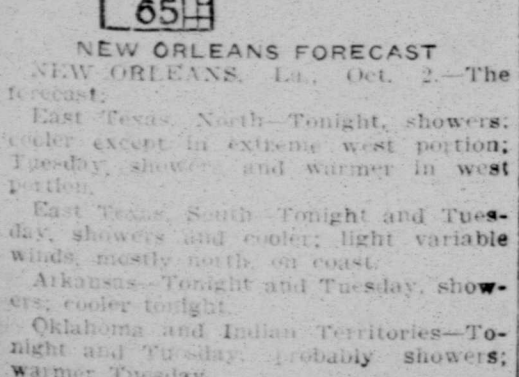 65
NEW ORLEANS FORECAST
NEW ORLEANS, La., Oct. 2.—The
forecast:
East Texas, North—Tonight, showers;
cooler except in extreme west portion;
Tuesday, showers and warmer in west
portion.
East Texas, South—Tonight and Tues-
day, showers and cooler; light variable
winds, mostly north, on coast.
Arkansas—Tonight and Tuesday, show-
ers; cooler tonight.
Oklahoma and Indian Territories—To-
night and Tuesday, probably showers;
warmer Tuesday.